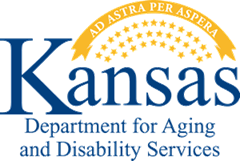 AD ASTRA PER ASPERA
Kansas
Department for Aging
and Disability Services